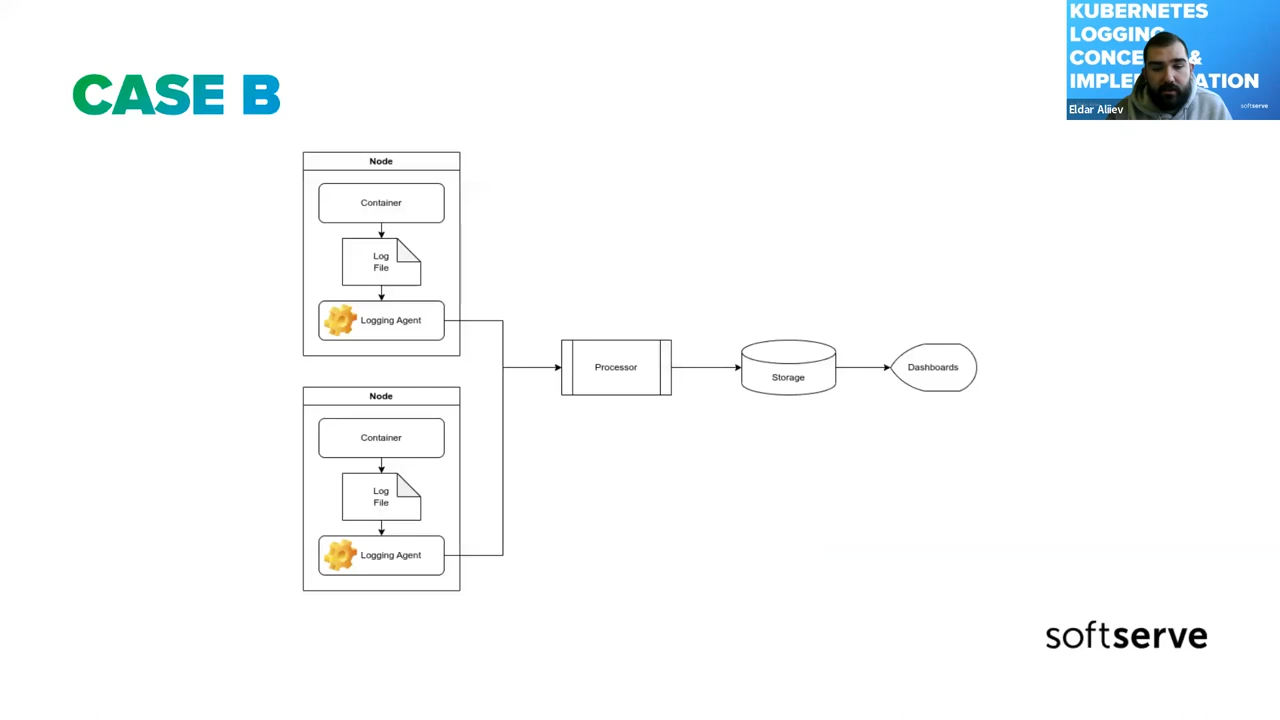 CASE B
KUBERNETES
LOGGING
CONCE & 
IMPLE ATION
softserve
Eldar Aliiev
Node
Container
Log
File
Logging Agent
Node
Container
Log
File
Logging Agent
Processor
Storage
Dashboards
softserve